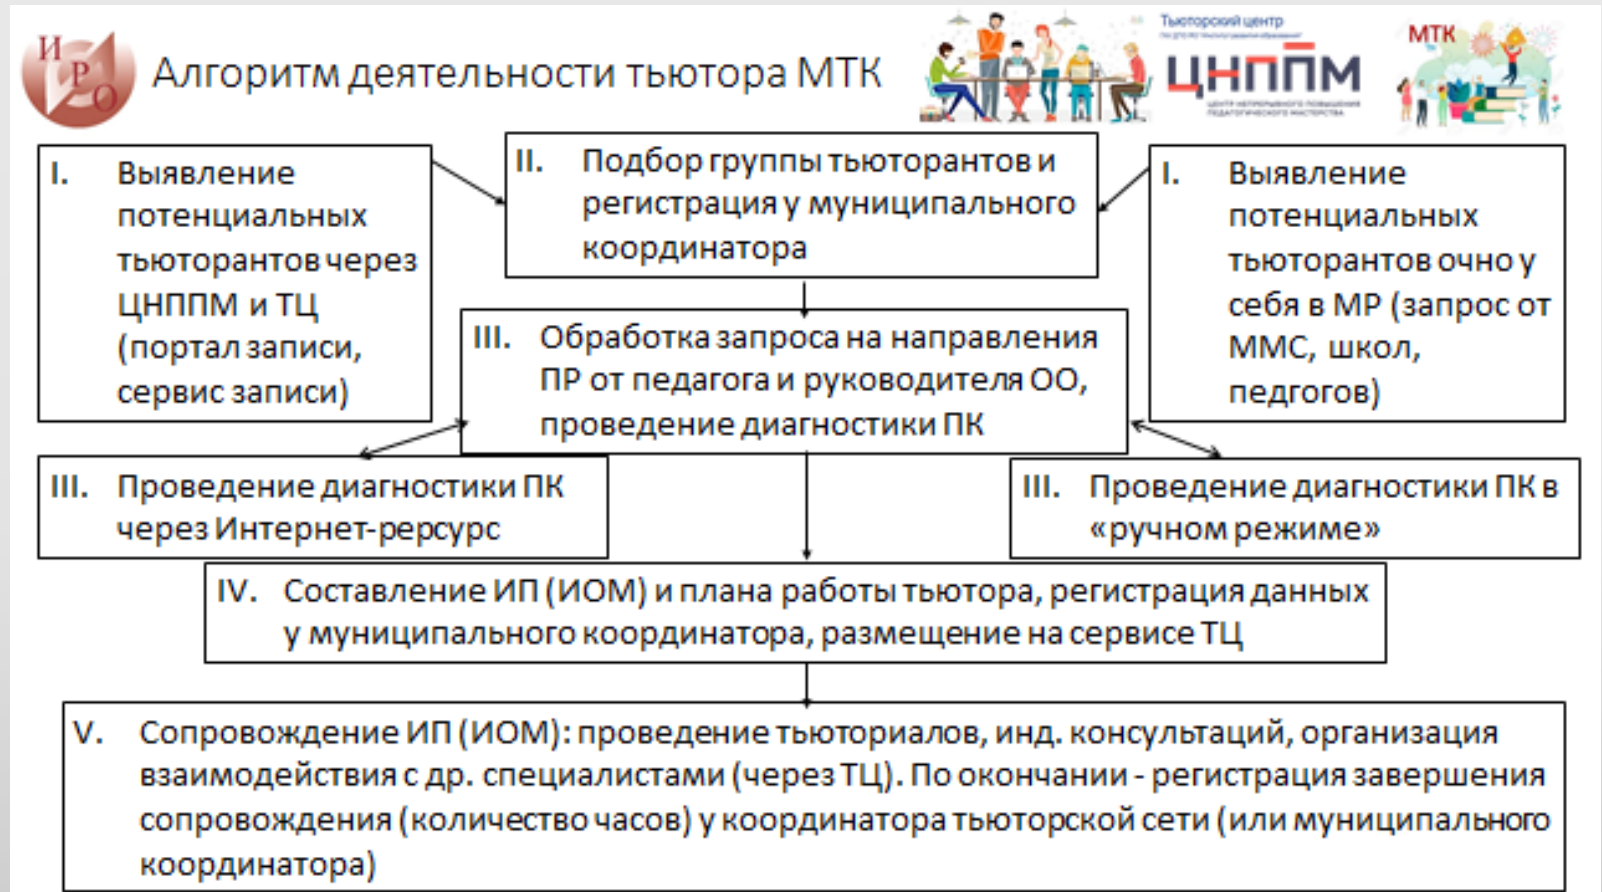 И
Р
О
Алгоритм деятельности тьютора МТК
Тьюторский центр
ЦНППМ
ЦЕНТР НЕПРЕРЫВНОГО ПОВЫШЕНИЯ
ПЕДАГОГИЧЕСКОГО МАСТЕРСТВА
МТК
I. Выявление
потенциальных
тьюторантов через
ЦНППМ и ТЦ
(портал записи,
сервис записи)
II. Подбор группы тьюторантов и
регистрация у муниципального
координатора
I. Выявление
потенциальных
тьюторантов очно у
себя в МР (запрос от
ММС, школ,
педгогов)
III. Обработка запроса на направления
ПР от педагога и руководителя ОО,
проведение диагностики ПК
III. Проведение диагностики ПК
через Интернет-рерсурс
III. Проведение диагностики ПК в
«ручном режиме»
IV. Составление ИП (ИОМ) и плана работы тьютора, регистрация данных
у муниципального координатора, размещение на сервисе ТЦ
V. Сопровождение ИП (ИОМ): проведение тьюториалов, инд. консультаций, организация
взаимодействия с др. специалистами (через ТЦ). По окончании - регистрация завершения
сопровождения (количество часов) у координатора тьюторской сети (или муниципального
координатора)